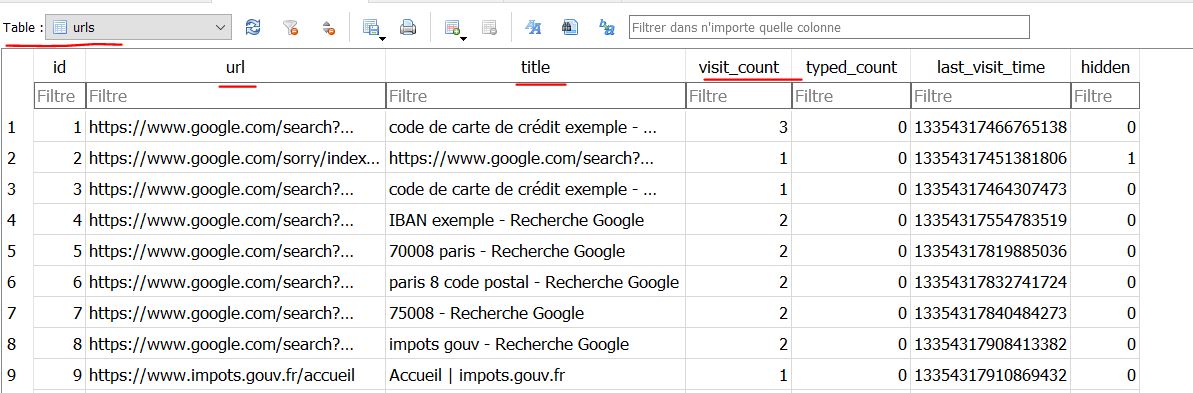 Table : urls Filtrer dans n'importe quelle colonne
id url title visit_count typed_count last_visit_time hidden
Filtre Filtre Filtre Filtre Filtre Filtre Filtre
1 1 https://www.google.com/search?... code de carte de crédit exemple - ... 3 0 13354317466765138 0
2 2 https://www.google.com/sorry/index... https://www.google.com/search?... 1 0 13354317451381806 1
3 3 https://www.google.com/search?... code de carte de crédit exemple - ... 1 0 13354317464307473 0
4 4 https://www.google.com/search?... IBAN exemple - Recherche Google 2 0 13354317554783519 0
5 5 https://www.google.com/search?... 70008 paris - Recherche Google 2 0 13354317819885036 0
6 6 https://www.google.com/search?... paris 8 code postal - Recherche Google 2 0 13354317832741724 0
7 7 https://www.google.com/search?... 75008 - Recherche Google 2 0 13354317840484273 0
8 8 https://www.google.com/search?... impots gouv - Recherche Google 2 0 13354317908413382 0
9 9 https://www.impots.gouv.fr/accueil Accueil | impots.gouv.fr 1 0 13354317910869432 0